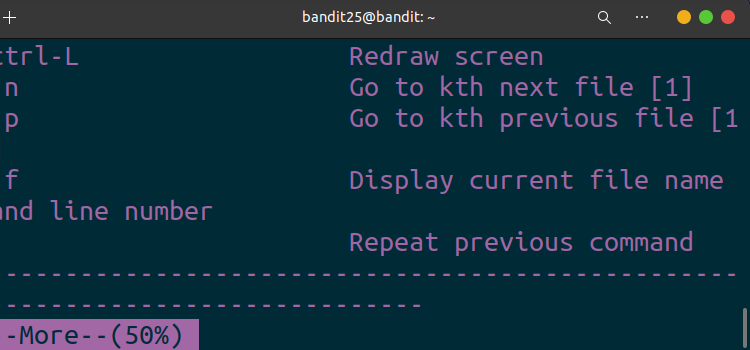 bandit25@bandit: ~
ctrl-L Redraw screen
n Go to kth next file [1]
p Go to kth previous file [1
f Display current file name
and line number
Repeat previous command
-------------------------------------------------
----------------------------
-More--(50%)